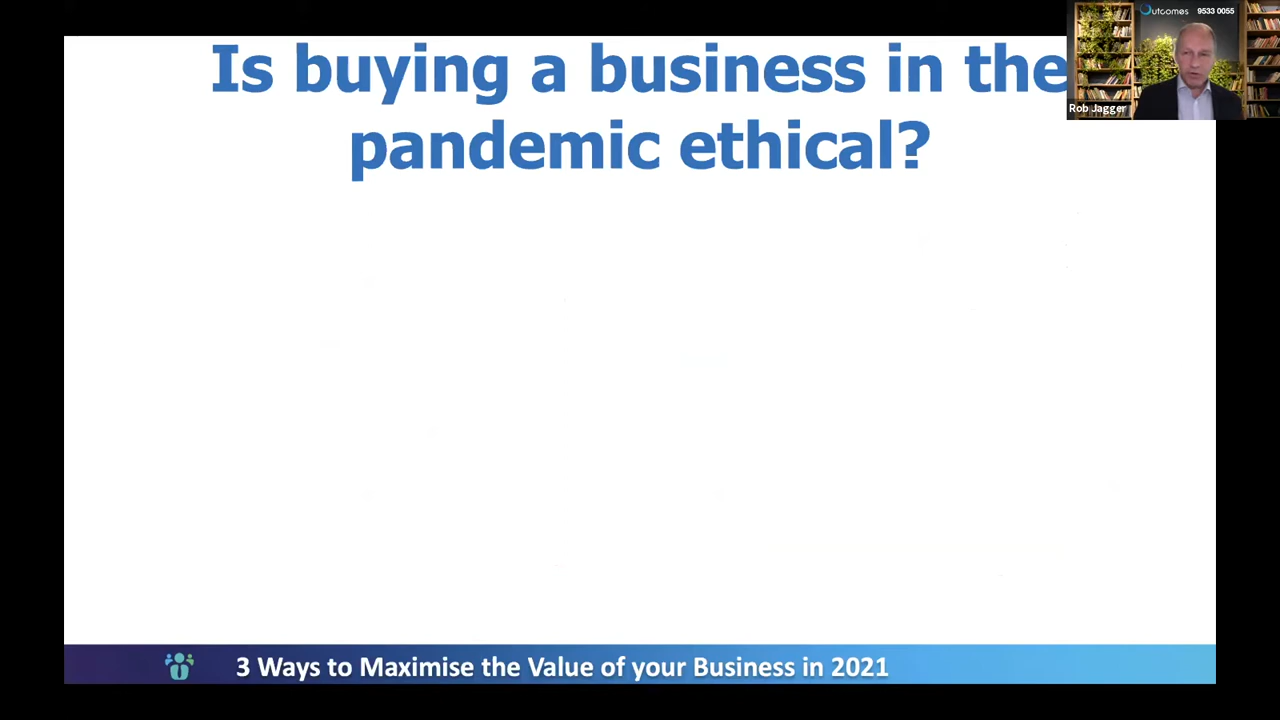 Is buying a business in the
pandemic ethical?
Outcomes 9533 0055
Rob Jagger
3 Ways to Maximise the Value of your Business in 2021